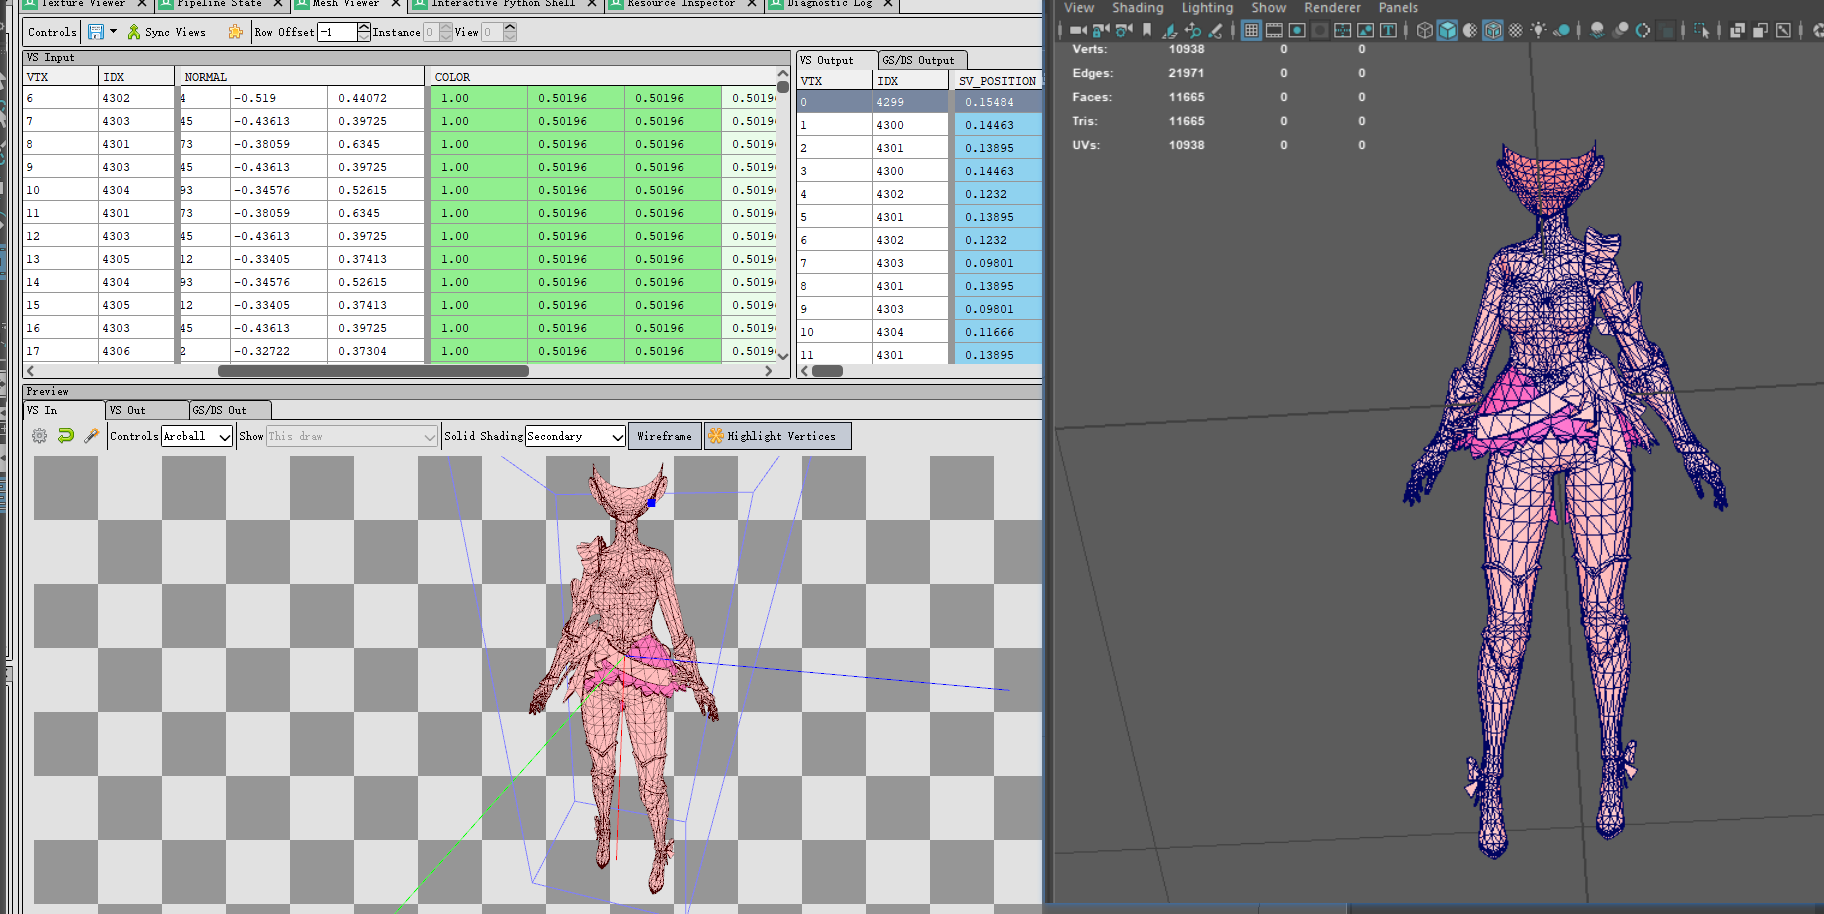 Texture Viewer × Pipeline State × Mesh Viewer × Interactive Python Shell × Resource Inspector × Diagnostic Log ×
Controls Sync Views Row Offset -1 Instance 0 View 0
VS Input
VTX IDX NORMAL COLOR
6 4302 4 -0.519 0.44072 1.00 0.50196 0.50196 0.5019
7 4303 45 -0.43613 0.39725 1.00 0.50196 0.50196 0.5019
8 4301 73 -0.38059 0.6345 1.00 0.50196 0.50196 0.5019
9 4303 45 -0.43613 0.39725 1.00 0.50196 0.50196 0.5019
10 4304 93 -0.34576 0.52615 1.00 0.50196 0.50196 0.5019
11 4301 73 -0.38059 0.6345 1.00 0.50196 0.50196 0.5019
12 4303 45 -0.43613 0.39725 1.00 0.50196 0.50196 0.5019
13 4305 12 -0.33405 0.37413 1.00 0.50196 0.50196 0.5019
14 4304 93 -0.34576 0.52615 1.00 0.50196 0.50196 0.5019
15 4305 12 -0.33405 0.37413 1.00 0.50196 0.50196 0.5019
16 4303 45 -0.43613 0.39725 1.00 0.50196 0.50196 0.5019
17 4306 2 -0.32722 0.37304 1.00 0.50196 0.50196 0.5019
VS Output GS/DS Output
VTX IDX SV_POSITION
0 4299 0.15484
1 4300 0.14463
2 4301 0.13895
3 4300 0.14463
4 4302 0.1232
5 4301 0.13895
6 4302 0.1232
7 4303 0.09801
8 4301 0.13895
9 4303 0.09801
10 4304 0.11666
11 4301 0.13895
Preview
VS In VS Out GS/DS Out
Controls Arcball Show This draw Solid Shading Secondary Wireframe Highlight Vertices
View Shading Lighting Show Renderer Panels
Verts: 10938 0 0
Edges: 21971 0 0
Faces: 11665 0 0
Tris: 11665 0 0
UVs: 10938 0 0